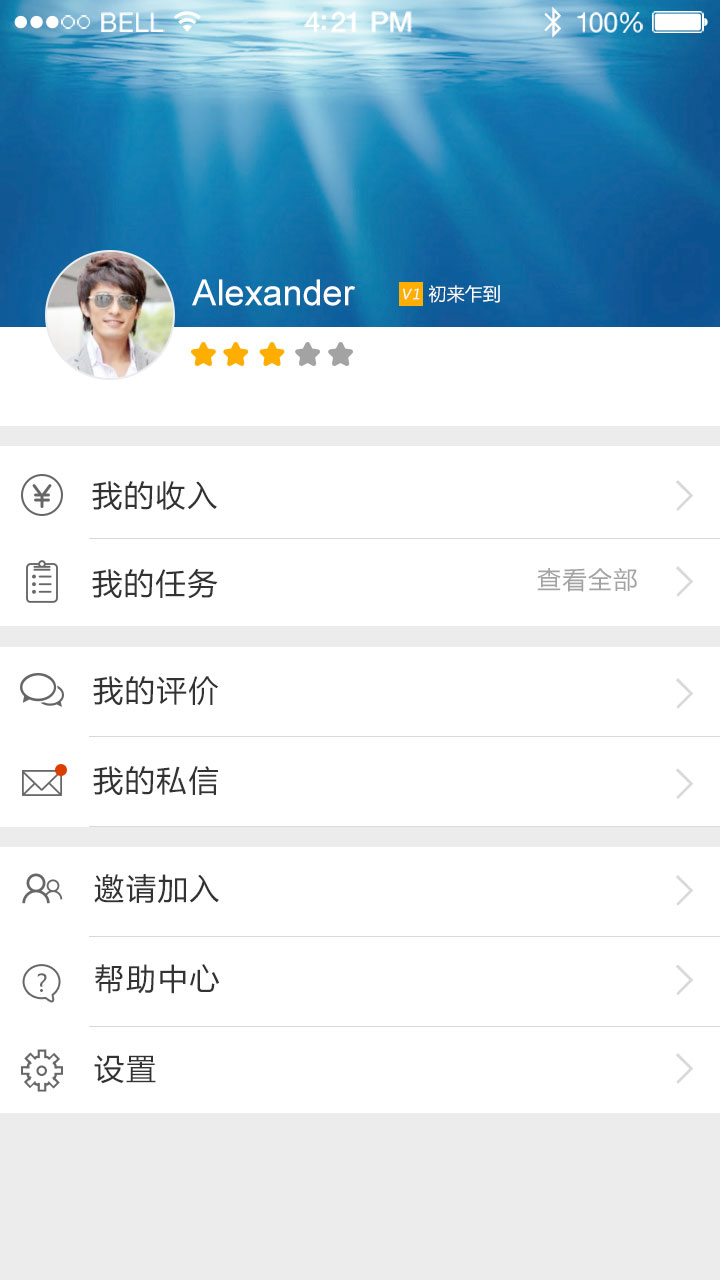 BELL 4:21 PM 100%
Alexander V1 初来乍到
¥ 我的收入
我的任务 查看全部
我的评价
我的私信
邀请加入
? 帮助中心
设置